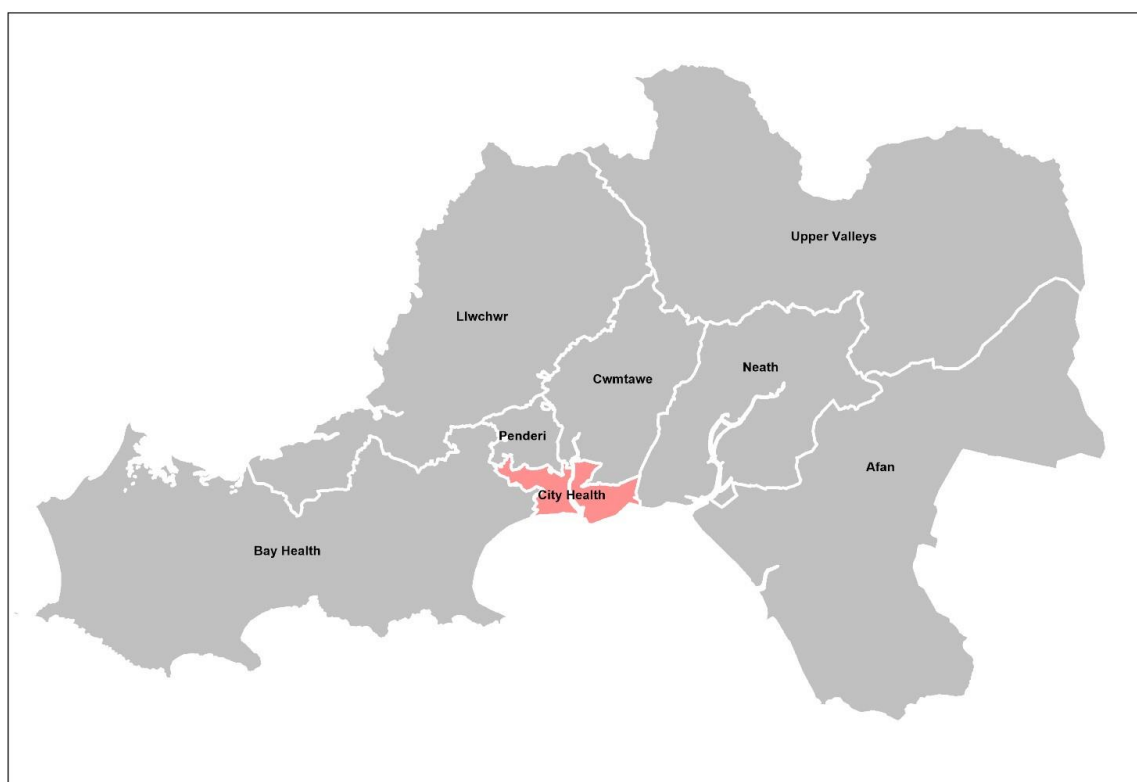 Upper Valleys
Llwchwr
Neath
Cwmtawe
Penderi
Afan
City Health
Bay Health